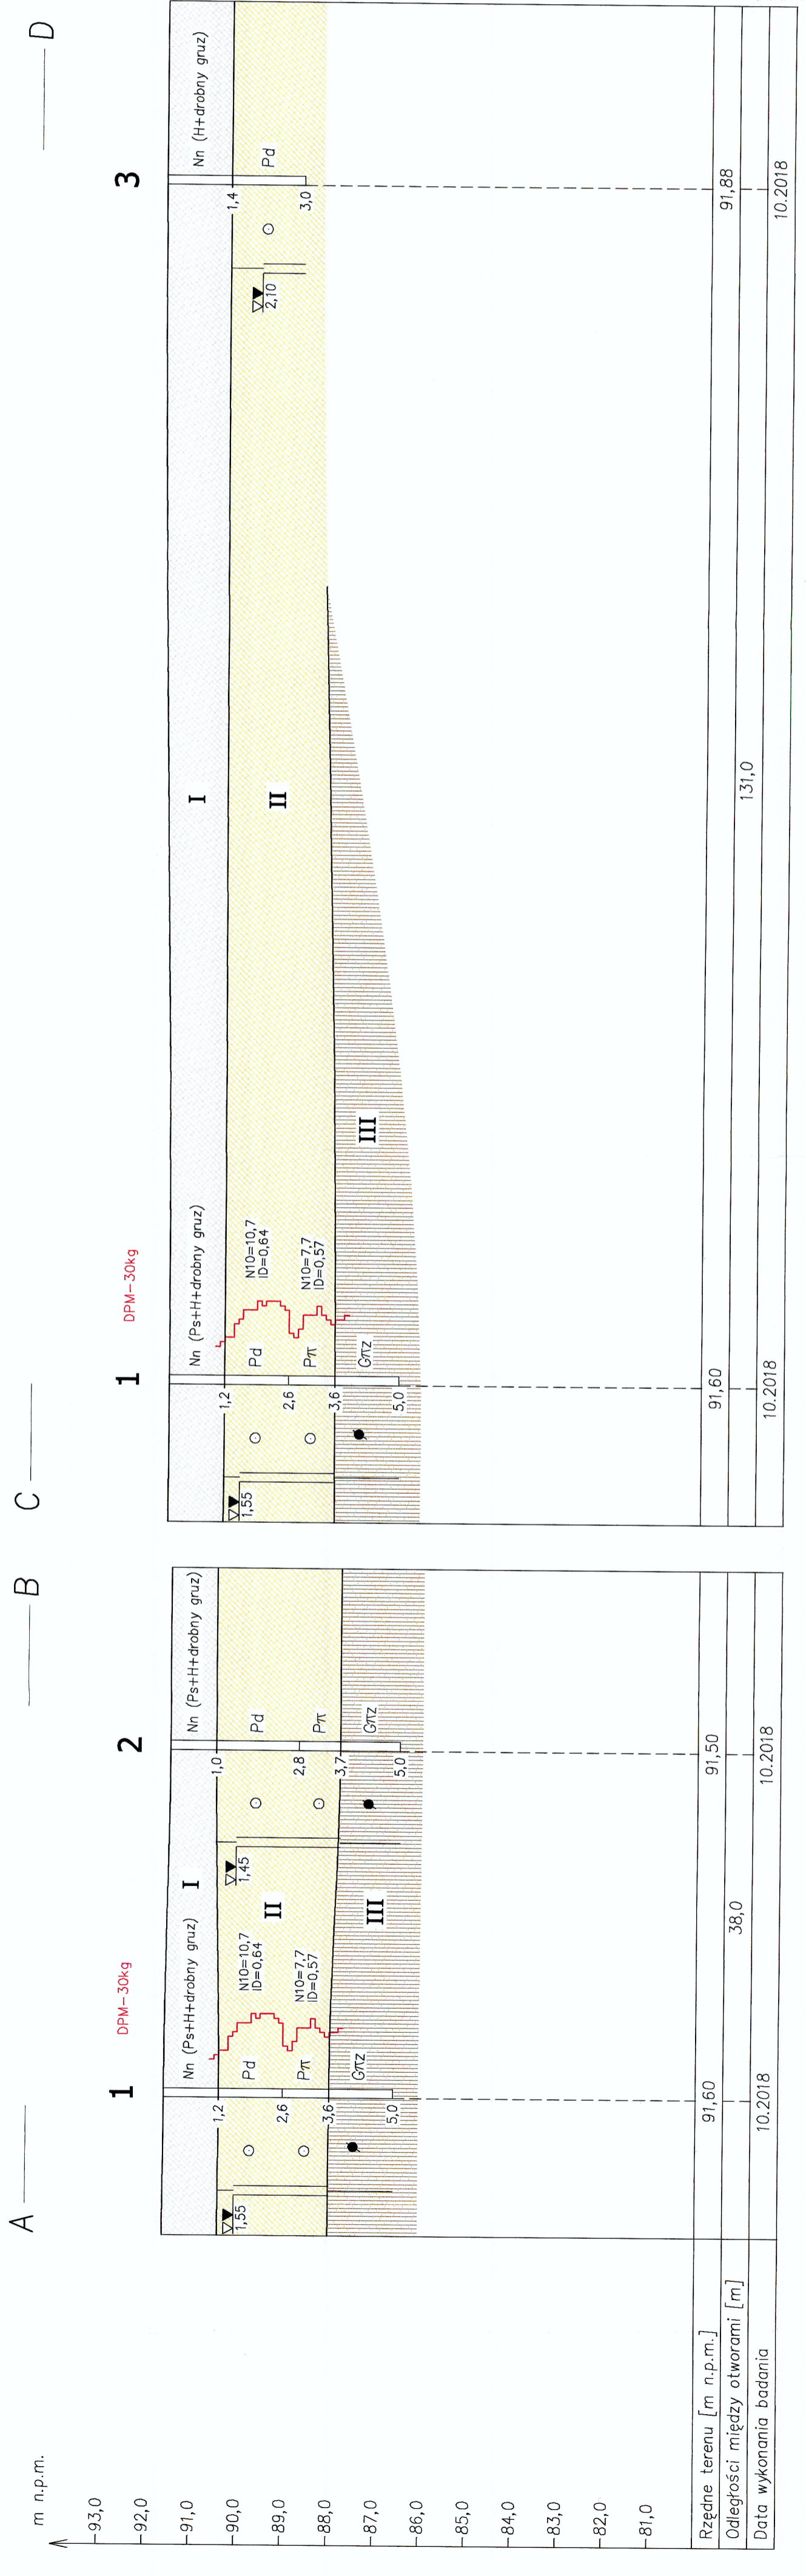 m n.p.m.
93,0
92,0
91,0
90,0
89,0
88,0
87,0
86,0
85,0
84,0
83,0
82,0
81,0
Rzędne terenu [m n.p.m.]
Odległości między otworami [m]
Data wykonania badania
A
B
1
DPM-30kg
2
Nn (Ps+H+drobny gruz)
I
Nn (Ps+H+drobny gruz)
1,2
1,0
1,55
Pd
N10=10,7
ID=0,64
II
1,45
Pd
2,6
2,8
Pπ
N10=7,7
ID=0,57
Pπ
3,6
3,7
Gπz
III
Gπz
5,0
5,0
91,60
91,50
38,0
10.2018
10.2018
C
D
1
DPM-30kg
3
Nn (Ps+H+drobny gruz)
I
Nn (H+drobny gruz)
1,2
1,4
1,55
Pd
N10=10,7
ID=0,64
II
2,10
Pd
2,6
3,0
Pπ
N10=7,7
ID=0,57
3,6
Gπz
III
5,0
91,60
91,88
131,0
10.2018
10.2018